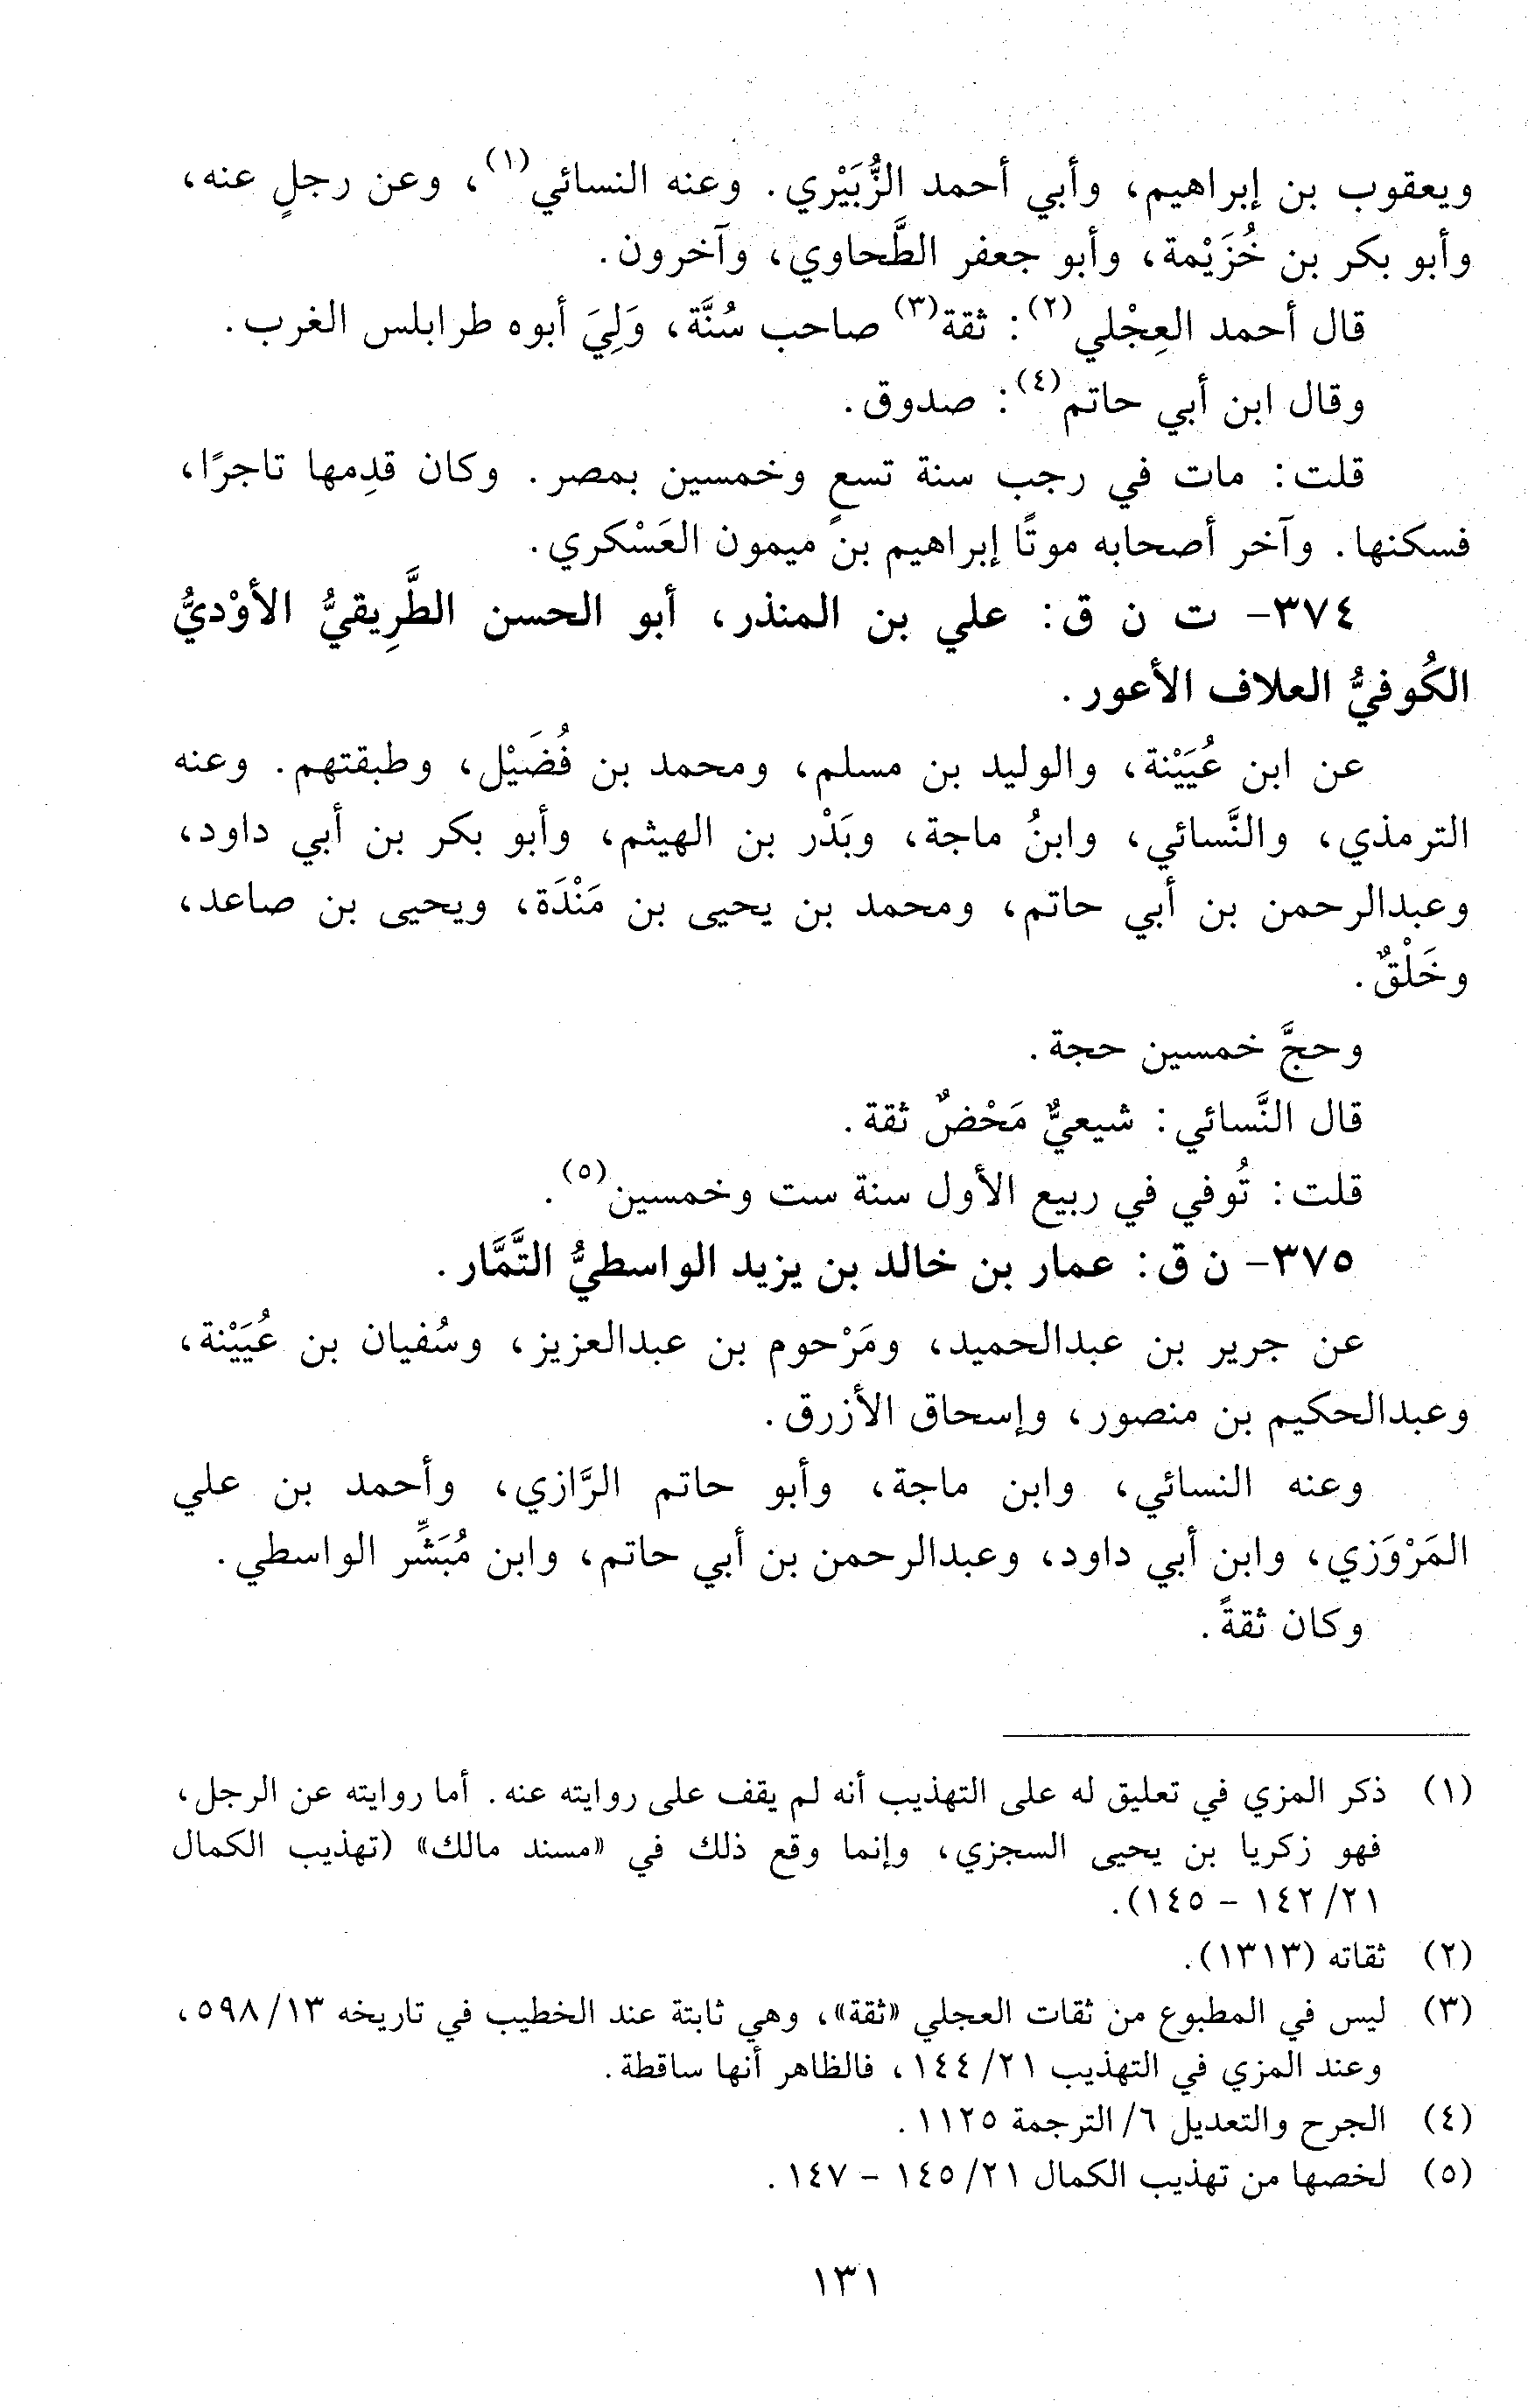 ويعقوب بن إبراهيم، وأبي أحمد الزُّبَيْري. وعنه النسائي(١)، وعن رجلٍ عنه،
وأبو بكر بن خُزَيْمة، وأبو جعفر الطَّحاوي، وآخرون.
قال أحمد العِجْلي(٢): ثقة(٣) صاحب سُنَّة، وَلِيَ أبوه طرابلس الغرب.
وقال ابن أبي حاتم(٤): صدوق.
قلت: مات في رجب سنة تسعٍ وخمسين بمصر. وكان قدِمها تاجرًا،
فسكنها. وآخر أصحابه موتًا إبراهيم بن ميمون العَسْكري.
٣٧٤- ت ن ق: علي بن المنذر، أبو الحسن الطَّرِيقيُّ الأوْديُّ
الكُوفيُّ العلاف الأعور.
عن ابن عُيَيْنة، والوليد بن مسلم، ومحمد بن فُضَيْل، وطبقتهم. وعنه
الترمذي، والنَّسائي، وابنُ ماجة، وبَدْر بن الهيثم، وأبو بكر بن أبي داود،
وعبدالرحمن بن أبي حاتم، ومحمد بن يحيى بن مَنْدَة، ويحيى بن صاعد،
وخَلْقٌ.
وحجَّ خمسين حجة.
قال النَّسائي: شيعيٌّ مَحْضٌ ثقة.
قلت: تُوفي في ربيع الأول سنة ست وخمسين(٥).
٣٧٥- ن ق: عمار بن خالد بن يزيد الواسطيُّ التَّمَّار.
عن جرير بن عبدالحميد، ومَرْحوم بن عبدالعزيز، وسُفيان بن عُيَيْنة،
وعبدالحكيم بن منصور، وإسحاق الأزرق.
وعنه النسائي، وابن ماجة، وأبو حاتم الرَّازي، وأحمد بن علي
المَرْوَزي، وابن أبي داود، وعبدالرحمن بن أبي حاتم، وابن مُبَشِّر الواسطي.
وكان ثقةً.
(١) ذكر المزي في تعليق له على التهذيب أنه لم يقف على روايته عنه. أما روايته عن الرجل،
فهو زكريا بن يحيى السجزي، وإنما وقع ذلك في «مسند مالك» (تهذيب الكمال
٢١/ ١٤٢ - ١٤٥).
(٢) ثقاته (١٣١٣).
(٣) ليس في المطبوع من ثقات العجلي «ثقة»، وهي ثابتة عند الخطيب في تاريخه ١٣/ ٥٩٨،
وعند المزي في التهذيب ٢١/ ١٤٤، فالظاهر أنها ساقطة.
(٤) الجرح والتعديل ٦/ الترجمة ١١٢٥.
(٥) لخصها من تهذيب الكمال ٢١/ ١٤٥ - ١٤٧.
١٣١